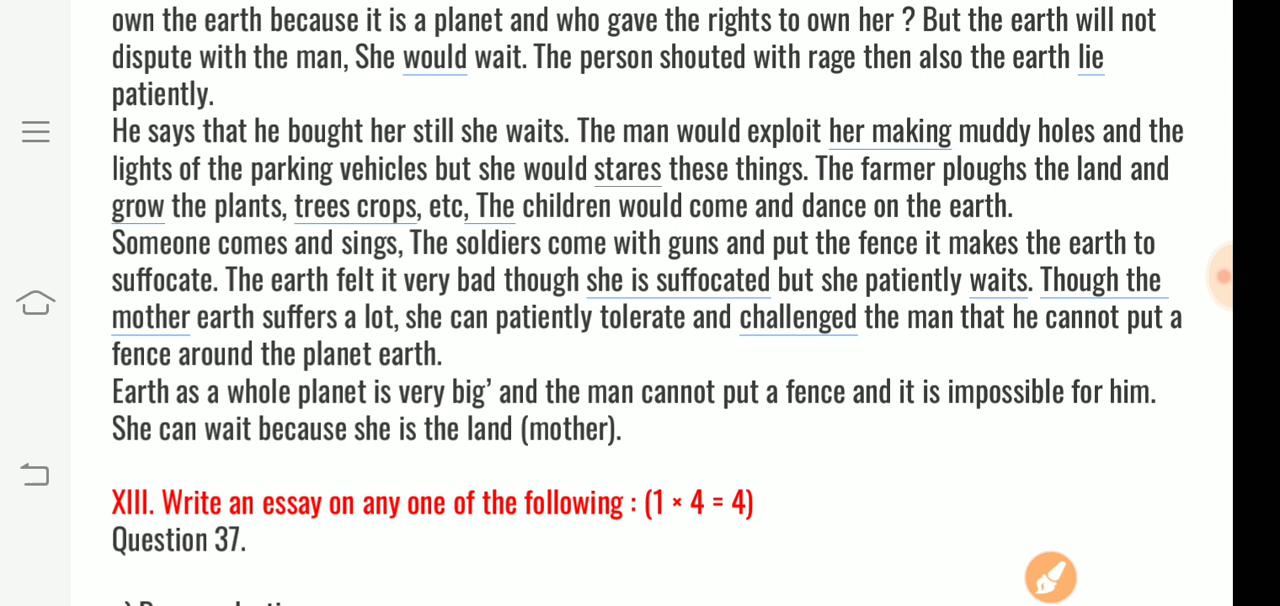 own the earth because it is a planet and who gave the rights to own her ? But the earth will not
dispute with the man, She would wait. The person shouted with rage then also the earth lie
patiently.
He says that he bought her still she waits. The man would exploit her making muddy holes and the
lights of the parking vehicles but she would stares these things. The farmer ploughs the land and
grow the plants, trees crops, etc, The children would come and dance on the earth.
Someone comes and sings, The soldiers come with guns and put the fence it makes the earth to
suffocate. The earth felt it very bad though she is suffocated but she patiently waits. Though the
mother earth suffers a lot, she can patiently tolerate and challenged the man that he cannot put a
fence around the planet earth.
Earth as a whole planet is very big’ and the man cannot put a fence and it is impossible for him.
She can wait because she is the land (mother).
XIII. Write an essay on any one of the following : (1 × 4 = 4)
Question 37.